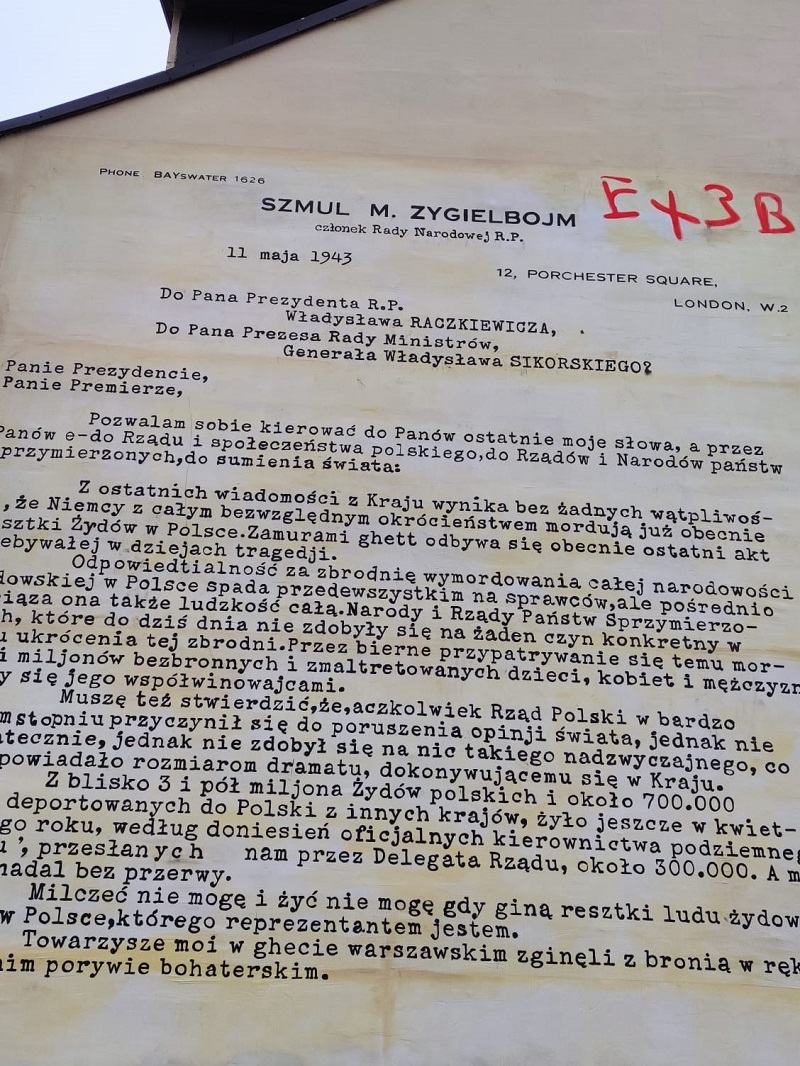 PHONE BAYSWATER 1626
SZMUL M. ZYGIELBOJM
EX3B
członek Rady Narodowej R.P.
11 maja 1943
12, PORCHESTER SQUARE,
LONDON, W.2
Do Pana Prezydenta R.P.
Władysława RACZKIEWICZA,
Do Pana Prezesa Rady Ministrów,
Generała Władysława SIKORSKIEGO?
Panie Prezydencie,
Panie Premierze,
Pozwalam sobie kierować do Panów ostatnie moje słowa, a przez
Panów e-do Rządu i społeczeństwa polskiego,do Rządów i Narodów państw
przymierzonych,do sumienia świata:
Z ostatnich wiadomości z Kraju wynika bez żadnych wątpliwoś-
,że Niemcy z całym bezwzględnym okrócieństwem mordują już obecnie
sztki Żydów w Polsce.Zamurami ghett odbywa się obecnie ostatni akt
ebywałej w dziejach tragedji.
Odpowiedtialność za zbrodnię wymordowania całej narodowości
dowskiej w Polsce spada przedewszystkim na sprawców,ale pośrednio
iąza ona także ludzkość całą.Narody i Rządy Państw Sprzymierzo-
h, które do dziś dnia nie zdobyły się na żaden czyn konkretny w
u ukrócenia tej zbrodni.Przez bierne przypatrywanie się temu mor-
i miljonów bezbronnych i zmaltretowanych dzieci, kobiet i mężczyzn
y się jego współwinowajcami.
Muszę też stwierdzić,że,aczkolwiek Rząd Polski w bardzo
m stopniu przyczynił się do poruszenia opinji świata, jednak nie
atecznie, jednak nie zdobył się na nic takiego nadzwyczajnego, co
powiadało rozmiarom dramatu, dokonywującemu się w Kraju.
Z blisko 3 i pół miljona Żydów polskich i około 700.000
deportowanych do Polski z innych krajów, żyło jeszcze w kwiet-
go roku, według doniesień oficjalnych kierownictwa podziemneg
u', przesłanych nam przez Delegata Rządu, około 300.000. A m
nadal bez przerwy.
Milczeć nie mogę i żyć nie mogę gdy giną resztki ludu żydow
w Polsce,którego reprezentantem jestem.
Towarzysze moi w ghecie warszawskim zginęli z bronią w ręk
nim porywie bohaterskim.